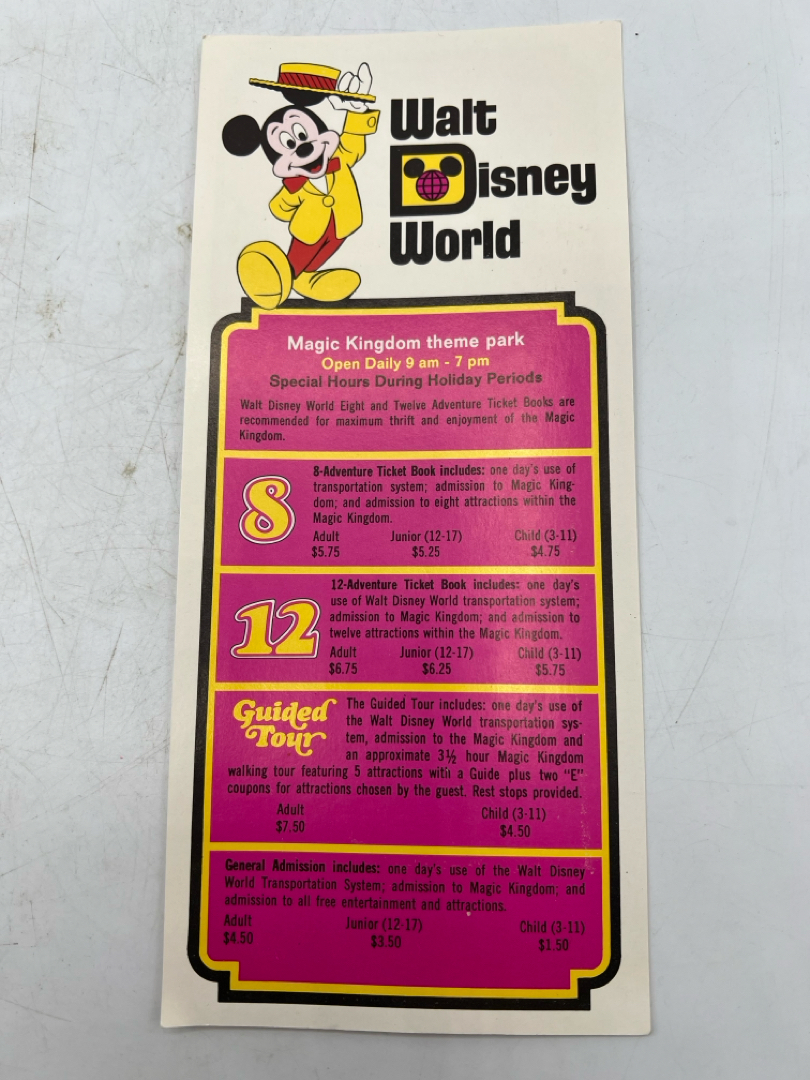 Walt
Disney
World
Magic Kingdom theme park
Open Daily 9 am - 7 pm
Special Hours During Holiday Periods
Walt Disney World Eight and Twelve Adventure Ticket Books are
recommended for maximum thrift and enjoyment of the Magic
Kingdom.
8
8-Adventure Ticket Book includes: one day's use of
transportation system; admission to Magic King-
dom; and admission to eight attractions within the
Magic Kingdom.
Adult Junior (12-17) Child (3-11)
$5.75 $5.25 $4.75
12
12-Adventure Ticket Book includes: one day's
use of Walt Disney World transportation system;
admission to Magic Kingdom; and admission to
twelve attractions within the Magic Kingdom.
Adult Junior (12-17) Child (3-11)
$6.75 $6.25 $5.75
Guided
Tour
The Guided Tour includes: one day's use of
the Walt Disney World transportation sys-
tem, admission to the Magic Kingdom and
an approximate 3½ hour Magic Kingdom
walking tour featuring 5 attractions with a Guide plus two "E"
coupons for attractions chosen by the guest. Rest stops provided.
Adult Child (3-11)
$7.50 $4.50
General Admission includes: one day's use of the Walt Disney
World Transportation System; admission to Magic Kingdom; and
admission to all free entertainment and attractions.
Adult Junior (12-17) Child (3-11)
$4.50 $3.50 $1.50